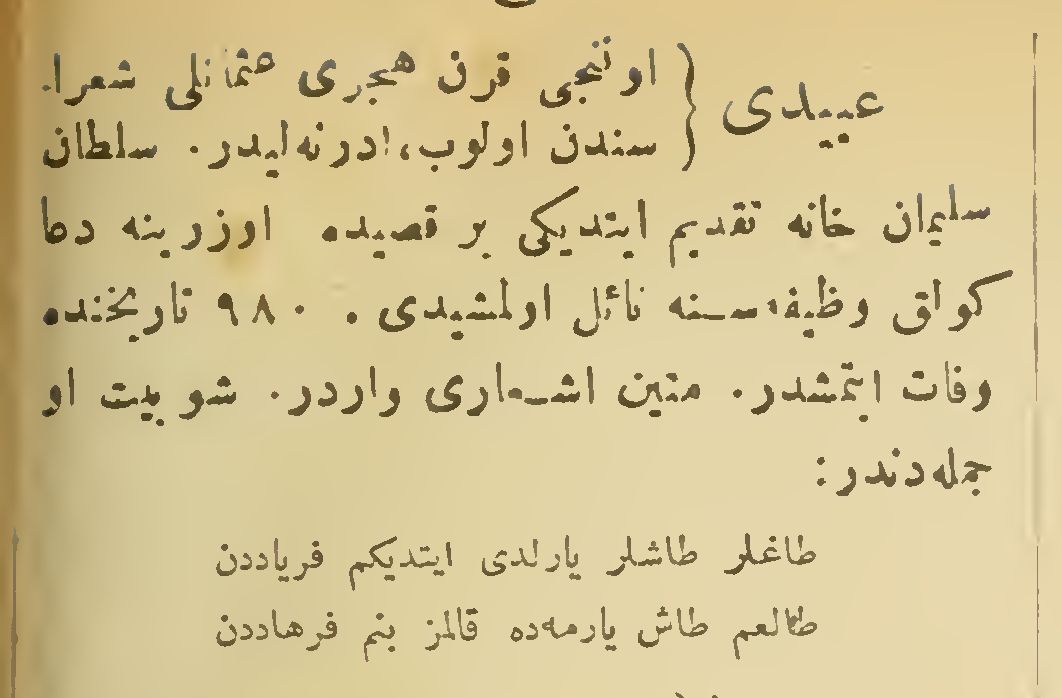 عبیدی { اوننجی قرن هجری عثمانلی شعرا.
سندن اولوب، ادرنه‌لیدر. سلطان
سلیمان خانه تقدیم ایتدیکی بر قصیده اوزرینه دعا
کولق وظیفه‌سنه نائل اولمشیدی. ٩٨٠ تاریخنده
وفات ایتمشدر. متین اشعاری واردر. شو بیت او
جمله‌دندر:
طاغلر طاشلر یارلدی ایتدیکم فریاددن
طالعم طاش یارمه‌ده قالمز بنم فرهاددن